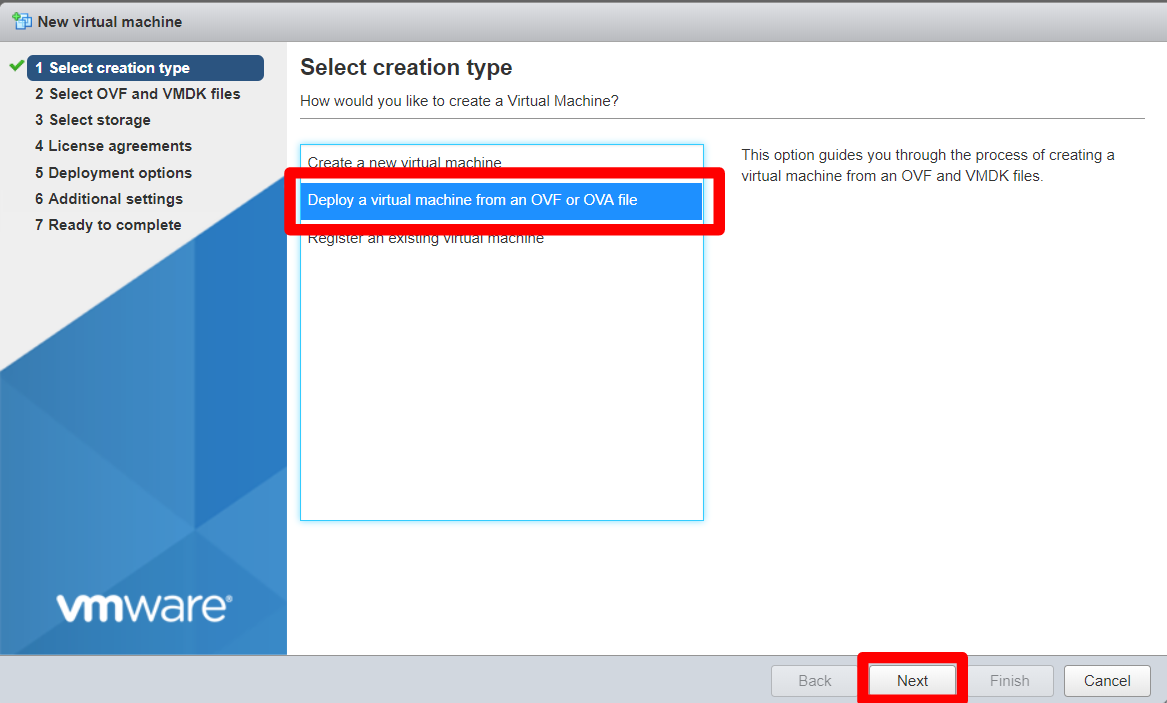 New virtual machine
1 Select creation type
2 Select OVF and VMDK files
3 Select storage
4 License agreements
5 Deployment options
6 Additional settings
7 Ready to complete
vmware®
Select creation type
How would you like to create a Virtual Machine?
Create a new virtual machine
Deploy a virtual machine from an OVF or OVA file
Register an existing virtual machine
This option guides you through the process of creating a
virtual machine from an OVF and VMDK files.
Back
Next
Finish
Cancel